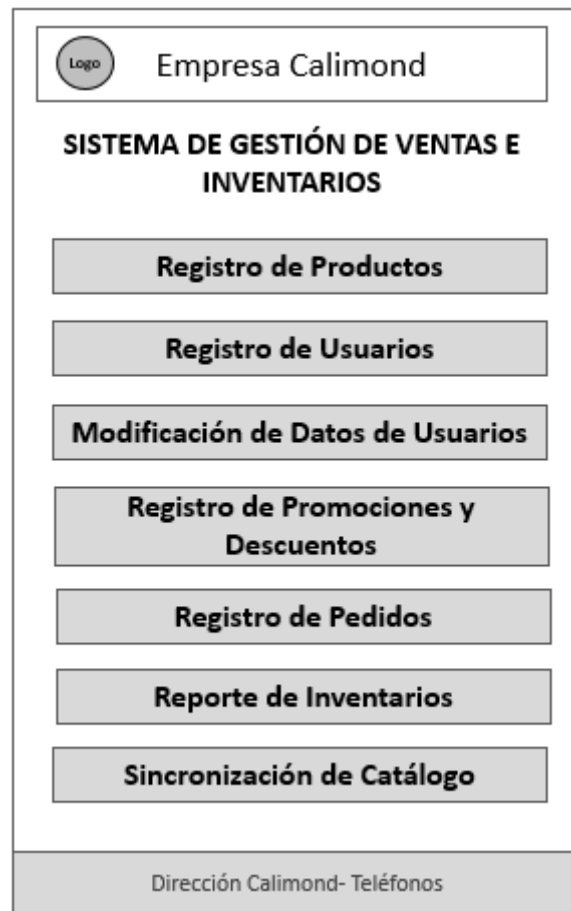 Logo
Empresa Calimond
SISTEMA DE GESTIÓN DE VENTAS E
INVENTARIOS
Registro de Productos
Registro de Usuarios
Modificación de Datos de Usuarios
Registro de Promociones y
Descuentos
Registro de Pedidos
Reporte de Inventarios
Sincronización de Catálogo
Dirección Calimond- Teléfonos